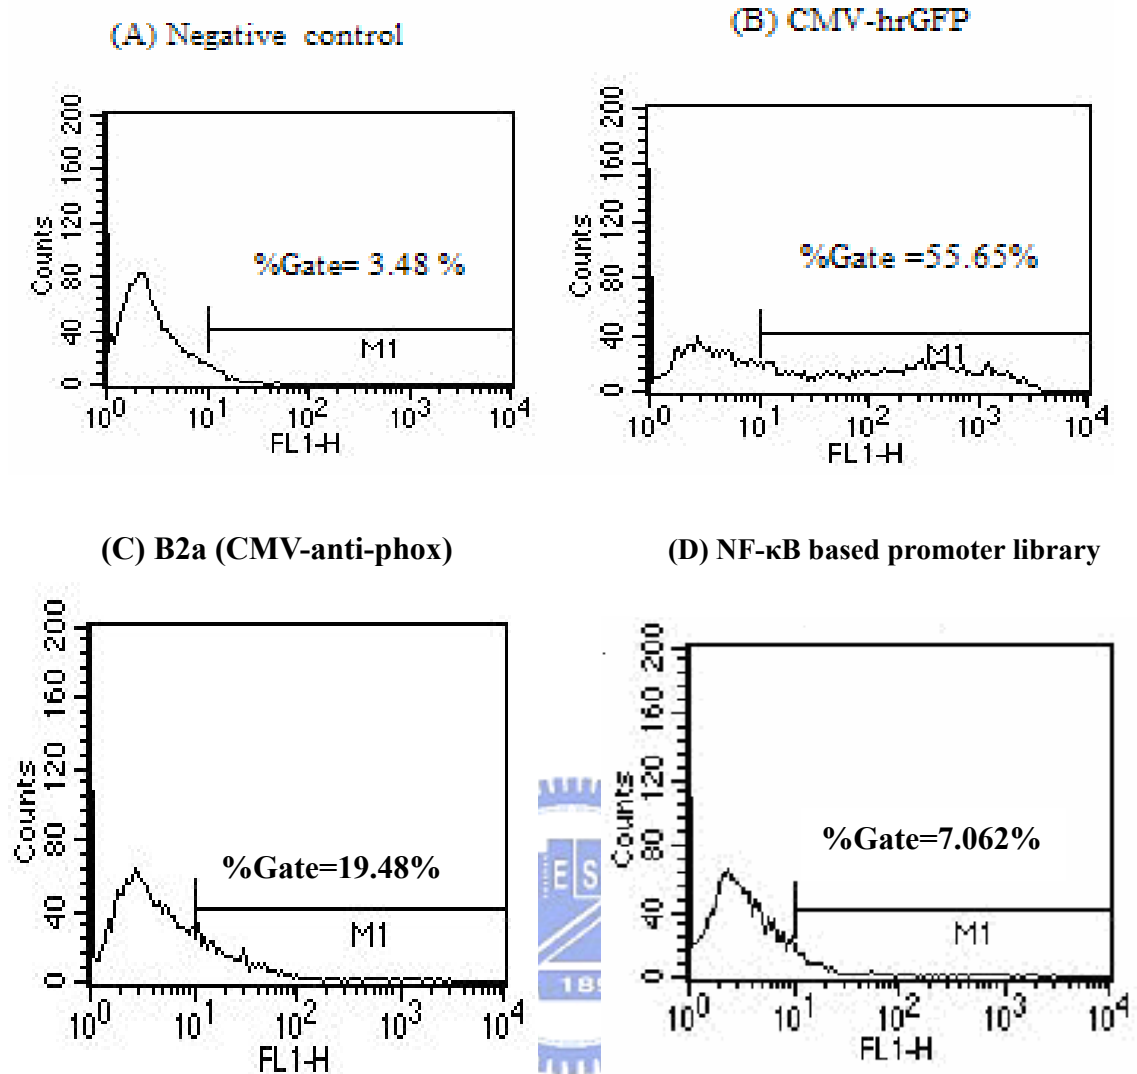 (A) Negative control
(B) CMV-hrGFP
200
160
120
80
40
0
Counts
%Gate= 3.48 %
M1
10^0 10^1 10^2 10^3 10^4
FL1-H
200
160
120
80
40
0
Counts
%Gate =55.65%
M1
10^0 10^1 10^2 10^3 10^4
FL1-H
(C) B2a (CMV-anti-phox)
(D) NF-κB based promoter library
200
160
120
80
40
0
Counts
%Gate=19.48%
M1
10^0 10^1 10^2 10^3 10^4
FL1-H
200
160
120
80
40
0
Counts
%Gate=7.062%
M1
10^0 10^1 10^2 10^3 10^4
FL1-H
ES
189